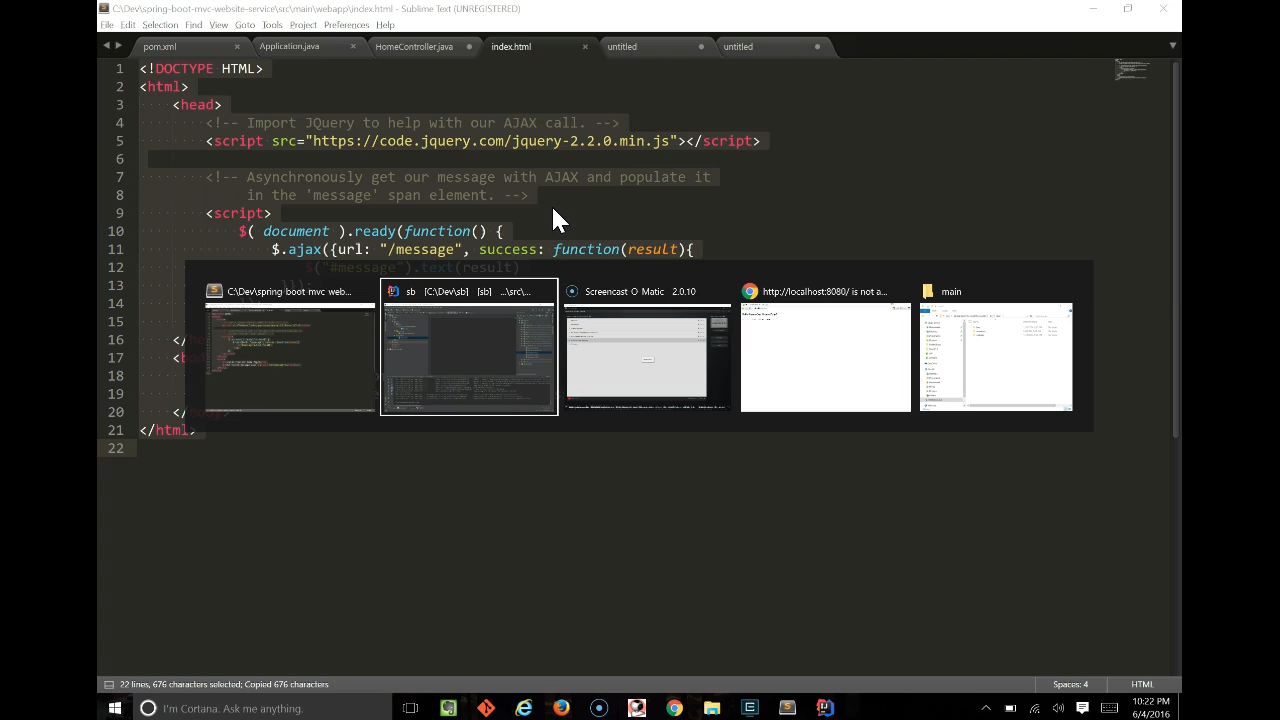 C:\Dev\spring-boot-mvc-website-service\src\main\webapp\index.html - Sublime Text (UNREGISTERED)
File Edit Selection Find View Goto Tools Project Preferences Help
pom.xml Application.java HomeController.java index.html untitled untitled
1 <!DOCTYPE HTML>
2 <html>
3 <head>
4 <!-- Import JQuery to help with our AJAX call. -->
5 <script src="https://code.jquery.com/jquery-2.2.0.min.js"></script>
6
7 <!-- Asynchronously get our message with AJAX and populate it
8 in the 'message' span element. -->
9 <script>
10 $( document ).ready(function() {
11 $.ajax({url: "/message", success: function(result){
12 $("#message").text(result)
13
14
15
16 </
17 <b
18
19
20 </
21 </html>
22
C:\Dev\spring boot mvc web...
sb [C:\Dev\sb] [sb] ...\src\...
Screencast O Matic 2.0.10
http://localhost:8080/ is not a...
main
22 lines, 676 characters selected; Copied 676 characters
Spaces: 4
HTML
I'm Cortana. Ask me anything.
10:22 PM
6/4/2016